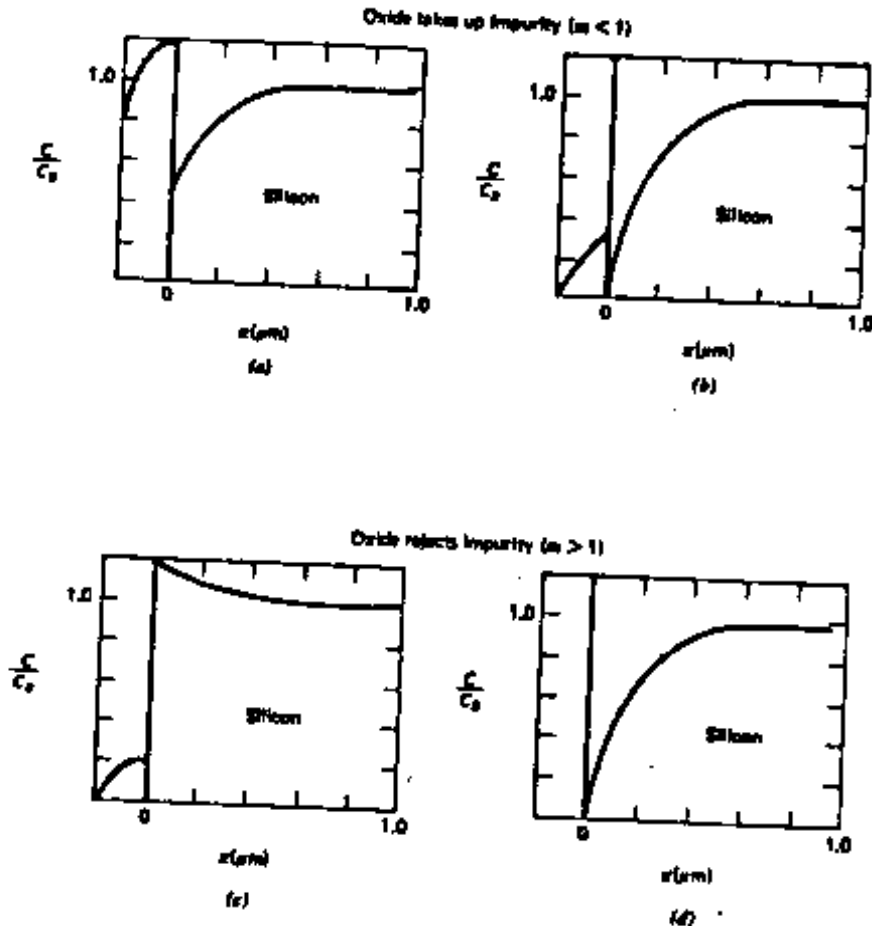 Oxide takes up impurity (m < 1)
1.0
1.0
C
C_B
C
C_B
Silicon
Silicon
0
1.0
0
1.0
x(μm)
x(μm)
(a)
(b)
Oxide rejects impurity (m > 1)
1.0
1.0
C
C_B
C
C_B
Silicon
Silicon
0
1.0
0
1.0
x(μm)
x(μm)
(c)
(d)